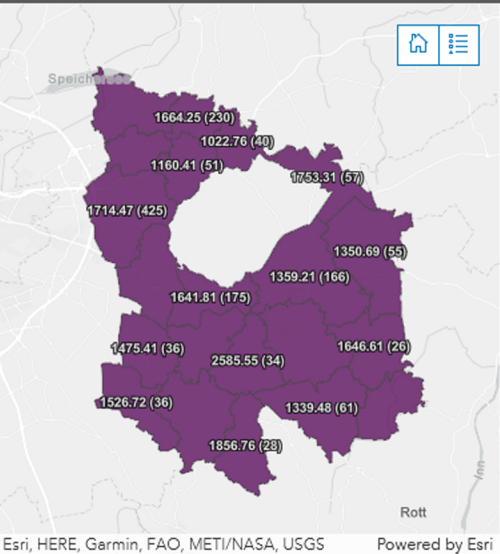 Speichersee
1664.25 (230)
1022.76 (40)
1160.41 (51)
1753.31 (57)
1714.47 (425)
1350.69 (55)
1359.21 (166)
1641.81 (175)
1475.41 (36)
1646.61 (26)
2585.55 (34)
1526.72 (36)
1339.48 (61)
1856.76 (28)
Inn
Rott
Esri, HERE, Garmin, FAO, METI/NASA, USGS
Powered by Esri